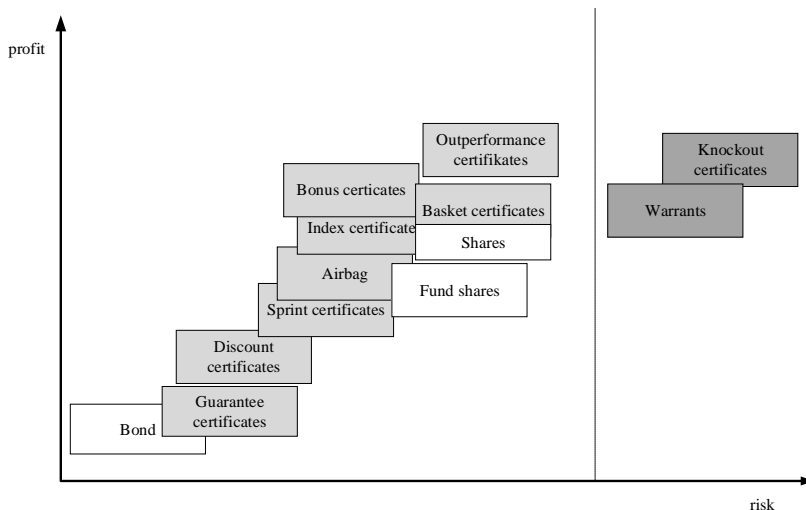 profit
Outperformance
certifikates
Knockout
certificates
Bonus certicates
Basket certificates
Warrants
Index certificate
Shares
Airbag
Fund shares
Sprint certificates
Discount
certificates
Guarantee
certificates
Bond
risk